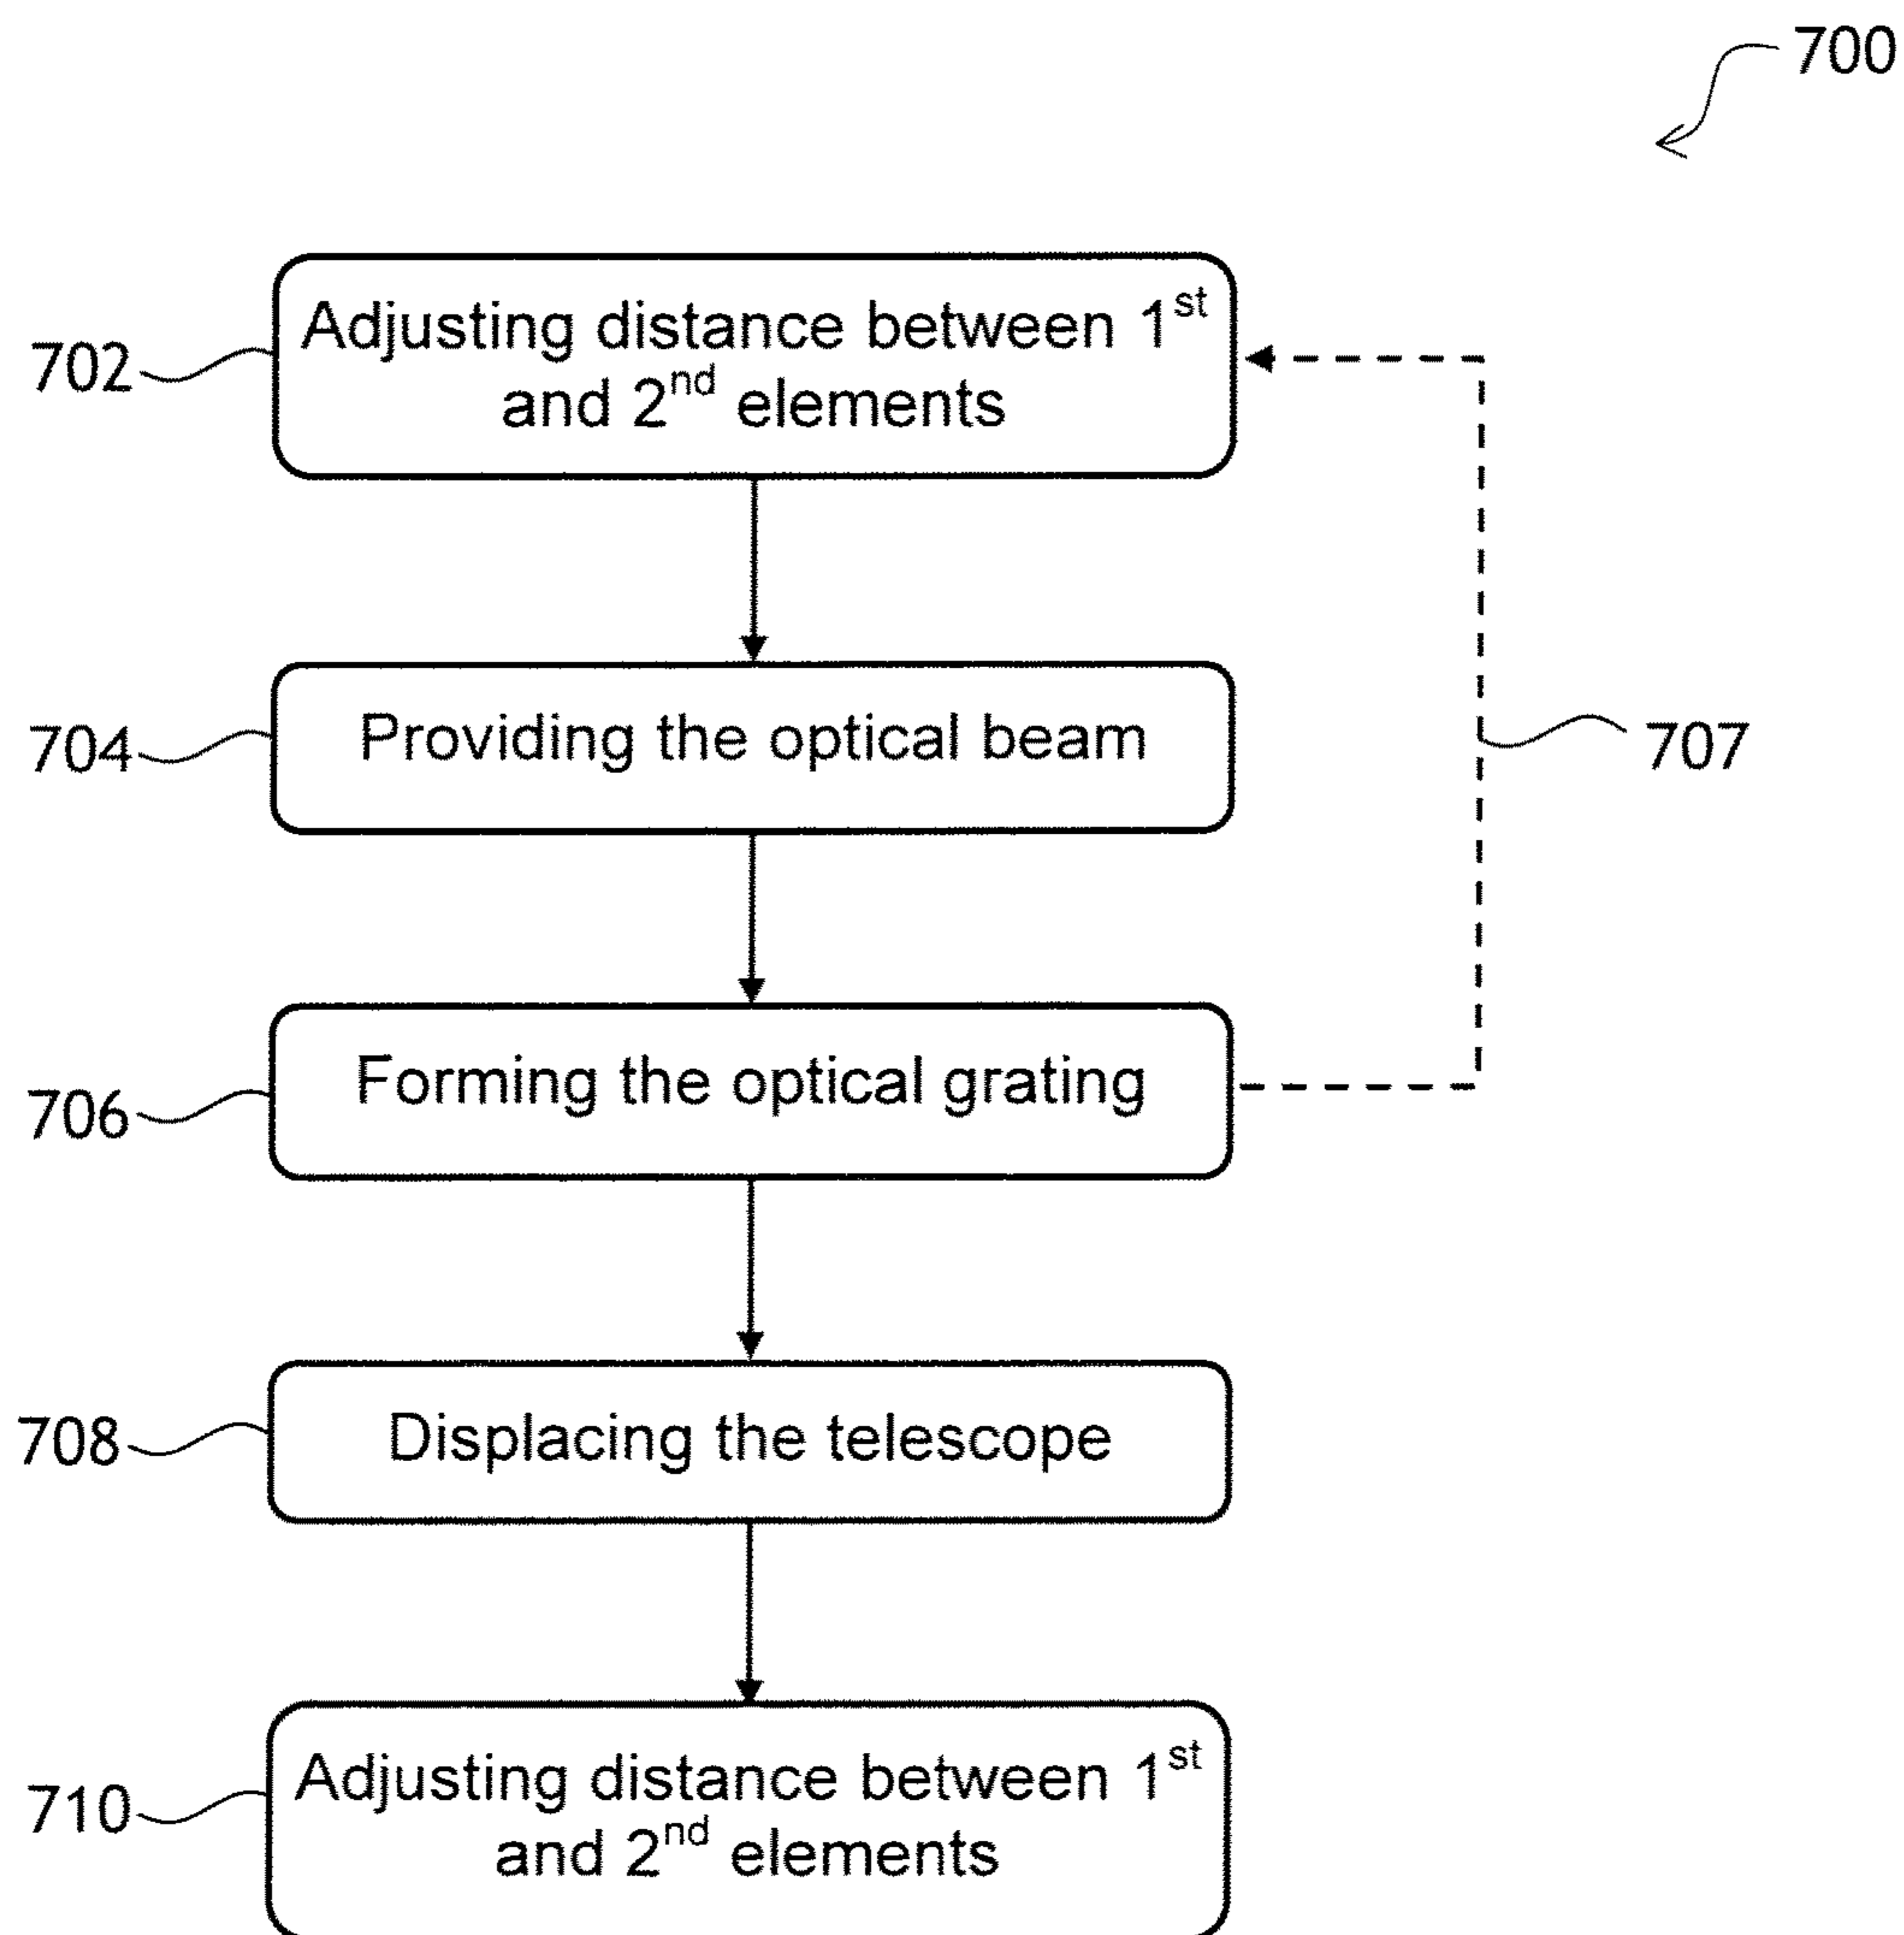 700
702
Adjusting distance between 1st
and 2nd elements
704
Providing the optical beam
707
706
Forming the optical grating
708
Displacing the telescope
710
Adjusting distance between 1st
and 2nd elements